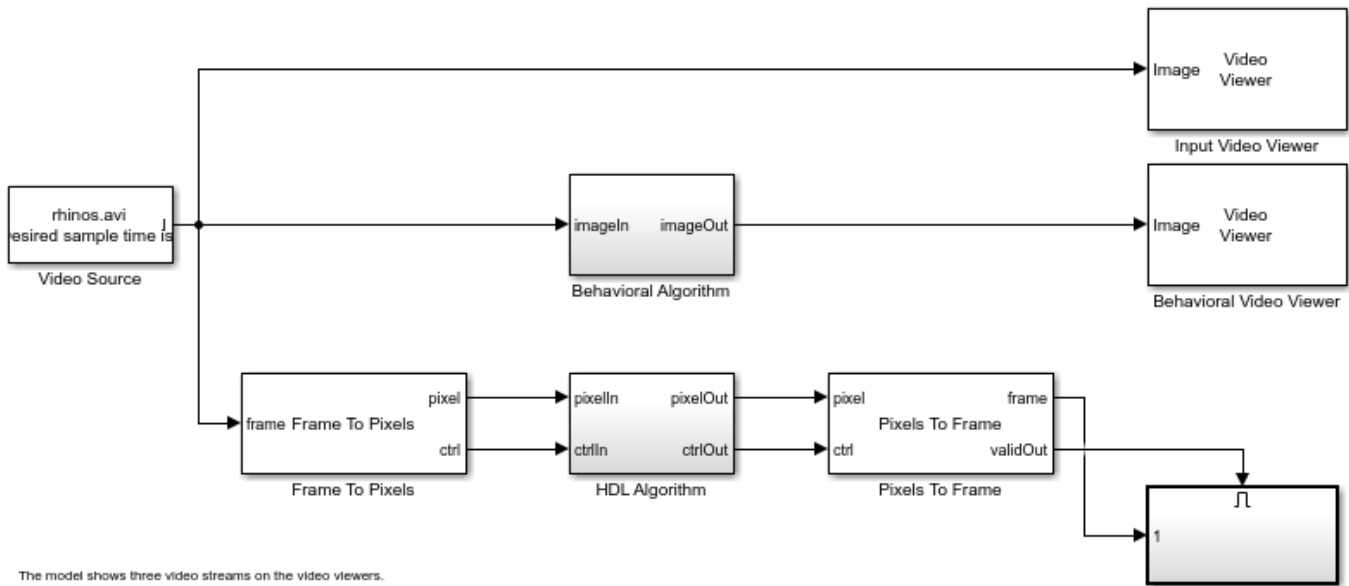 Video
Viewer
Image
Input Video Viewer
rhinos.avi
esired sample time is
Video Source
imageIn
imageOut
Behavioral Algorithm
Video
Viewer
Image
Behavioral Video Viewer
frame
Frame To Pixels
pixel
ctrl
Frame To Pixels
pixelIn
pixelOut
ctrlIn
ctrlOut
HDL Algorithm
pixel
frame
Pixels To Frame
ctrl
validOut
Pixels To Frame
1
The model shows three video streams on the video viewers.